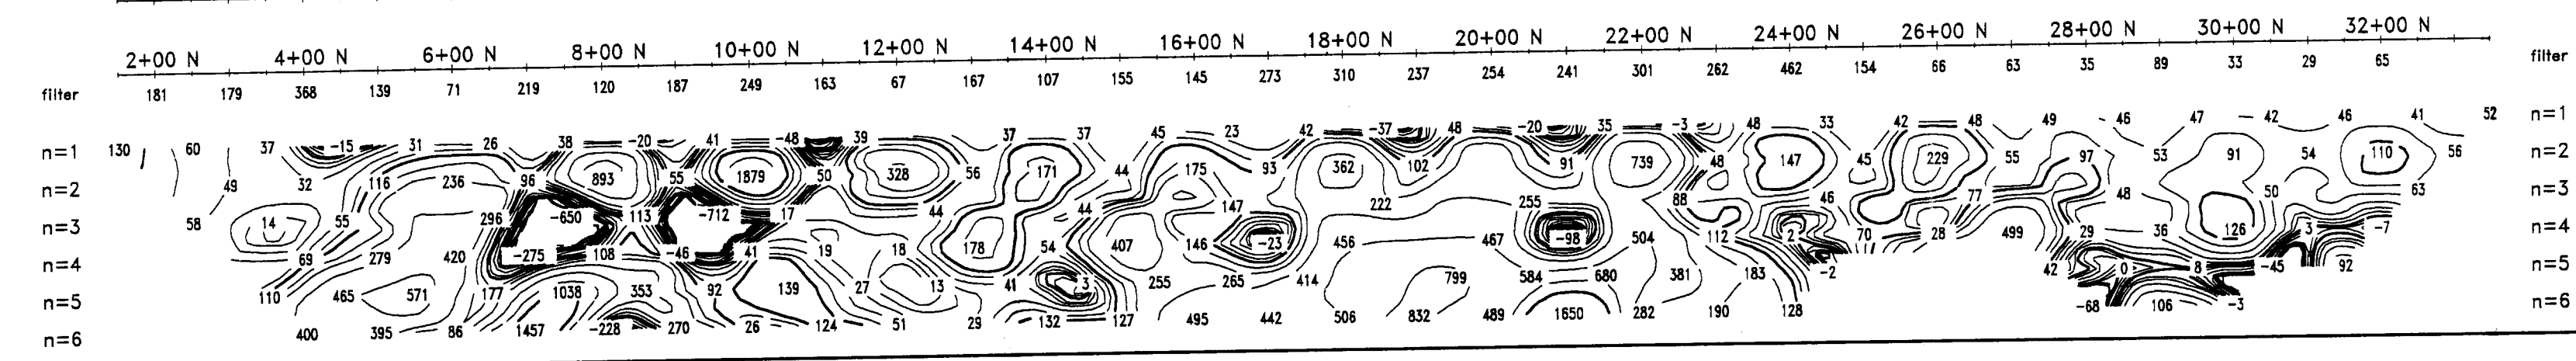 2+00 N 4+00 N 6+00 N 8+00 N 10+00 N 12+00 N 14+00 N 16+00 N 18+00 N 20+00 N 22+00 N 24+00 N 26+00 N 28+00 N 30+00 N 32+00 N
filter 181 179 368 139 71 219 120 187 249 163 67 167 107 155 145 273 310 237 254 241 301 262 462 154 66 63 35 89 33 29 65 filter
n=1 130 60 37 -15 31 26 38 -20 41 -48 39 37 37 45 23 42 -37 48 -20 35 -3 48 33 42 48 49 46 47 42 46 41 52 n=1
n=2 49 32 116 236 96 893 55 1879 50 328 56 171 44 175 93 362 102 91 739 48 147 45 229 55 97 53 91 54 110 56 n=2
n=3 58 14 55 296 -650 113 -712 17 44 44 147 222 255 88 46 77 48 50 63 n=3
n=4 69 279 420 -275 108 -46 41 19 18 178 54 407 146 -23 456 467 -98 504 112 2 70 28 499 29 36 126 3 -7 n=4
n=5 110 465 571 177 1038 353 92 139 27 13 41 3 255 265 414 799 584 680 381 183 -2 42 0 8 -45 92 n=5
n=6 400 395 86 1457 -228 270 26 124 51 29 132 127 495 442 506 832 489 1650 282 190 128 -68 106 -3 n=6